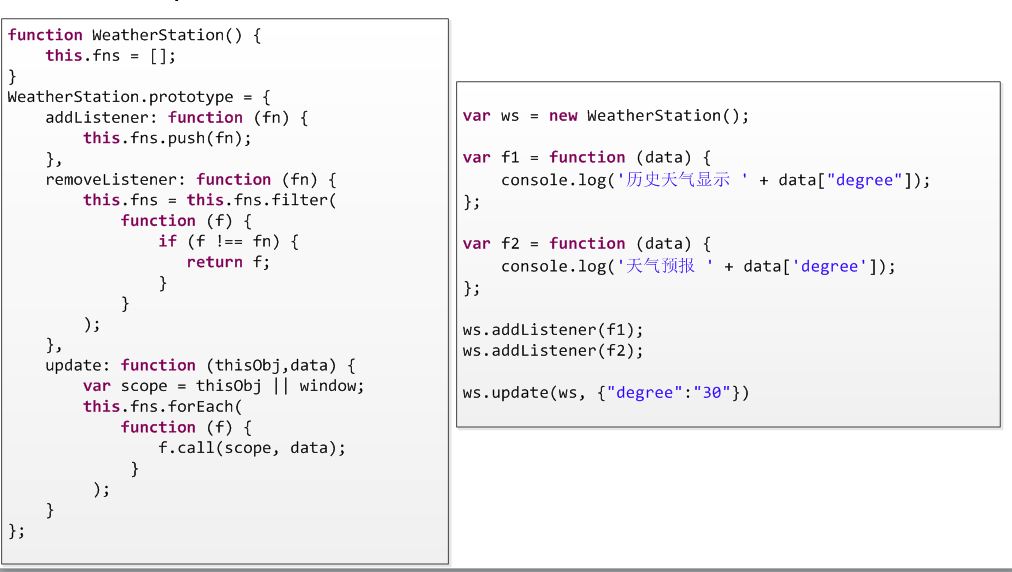 function WeatherStation() {
    this.fns = [];
}
WeatherStation.prototype = {
    addListener: function (fn) {
        this.fns.push(fn);
    },
    removeListener: function (fn) {
        this.fns = this.fns.filter(
            function (f) {
                if (f !== fn) {
                   return f;
                }
            }
        );
    },
    update: function (thisObj,data) {
        var scope = thisObj || window;
        this.fns.forEach(
            function (f) {
                f.call(scope, data);
             }
         );
    }
};
var ws = new WeatherStation();
var f1 = function (data) {
    console.log('历史天气显示 ' + data["degree"]);
};
var f2 = function (data) {
    console.log('天气预报 ' + data['degree']);
};
ws.addListener(f1);
ws.addListener(f2);
ws.update(ws, {"degree":"30"})